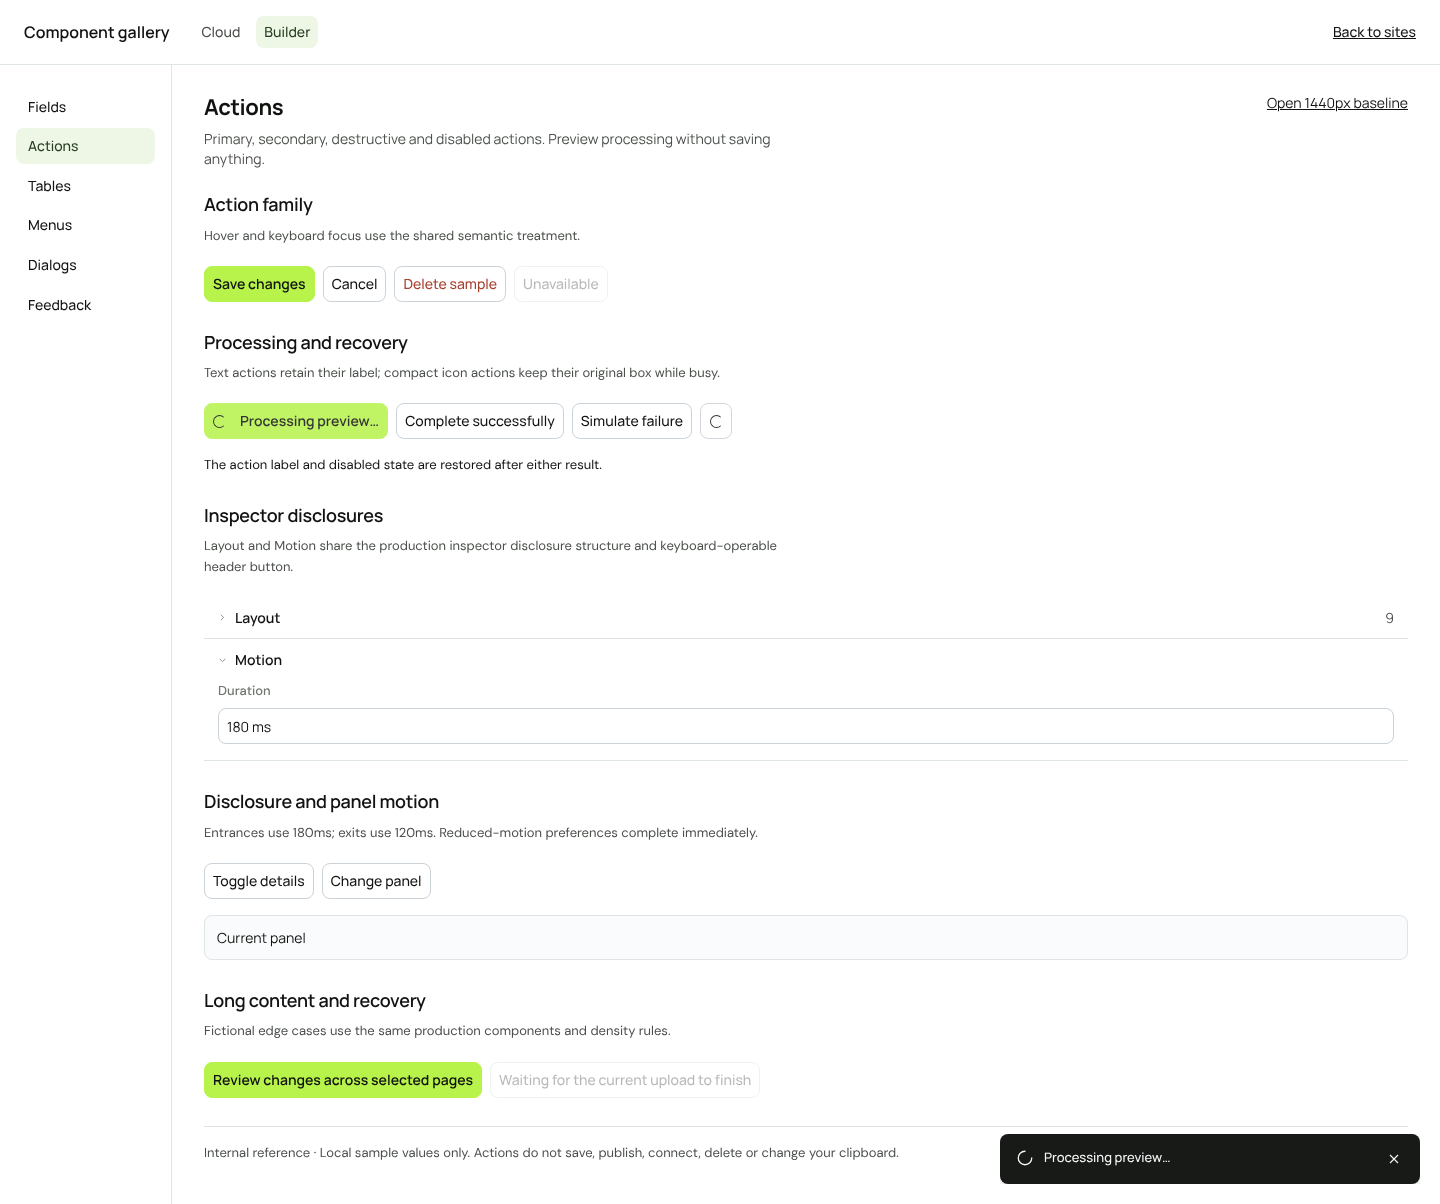 Component gallery
Cloud
Builder
Back to sites
Fields
Actions
Tables
Menus
Dialogs
Feedback
Actions
Open 1440px baseline
Primary, secondary, destructive and disabled actions. Preview processing without saving
anything.
Action family
Hover and keyboard focus use the shared semantic treatment.
Save changes
Cancel
Delete sample
Unavailable
Processing and recovery
Text actions retain their label; compact icon actions keep their original box while busy.
Processing preview…
Complete successfully
Simulate failure
The action label and disabled state are restored after either result.
Inspector disclosures
Layout and Motion share the production inspector disclosure structure and keyboard-operable
header button.
Layout
9
Motion
Duration
180 ms
Disclosure and panel motion
Entrances use 180ms; exits use 120ms. Reduced-motion preferences complete immediately.
Toggle details
Change panel
Current panel
Long content and recovery
Fictional edge cases use the same production components and density rules.
Review changes across selected pages
Waiting for the current upload to finish
Internal reference · Local sample values only. Actions do not save, publish, connect, delete or change your clipboard.
Processing preview…